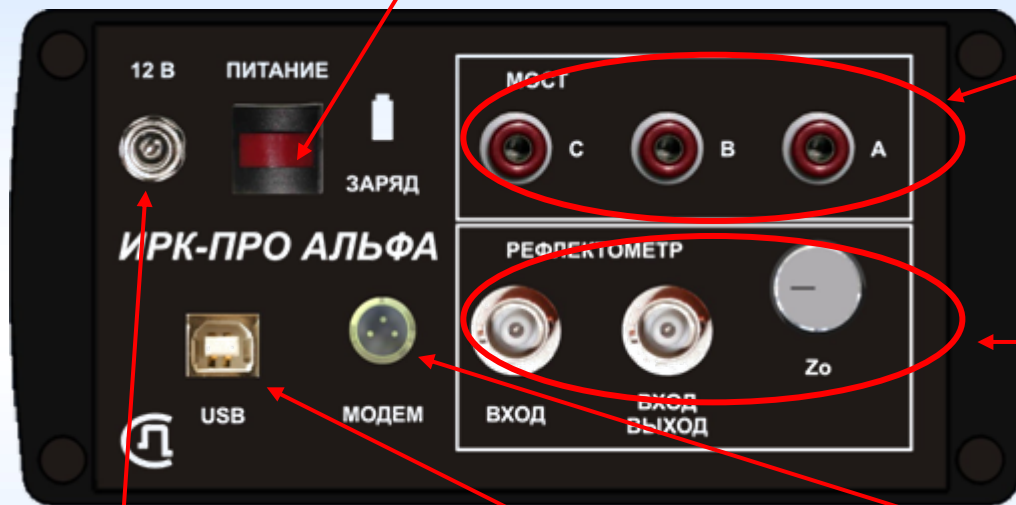 12 В
ПИТАНИЕ
ЗАРЯД
МОСТ
C
B
A
ИРК-ПРО АЛЬФА
РЕФЛЕКТОМЕТР
Zo
USB
МОДЕМ
ВХОД
ВХОД
ВЫХОД